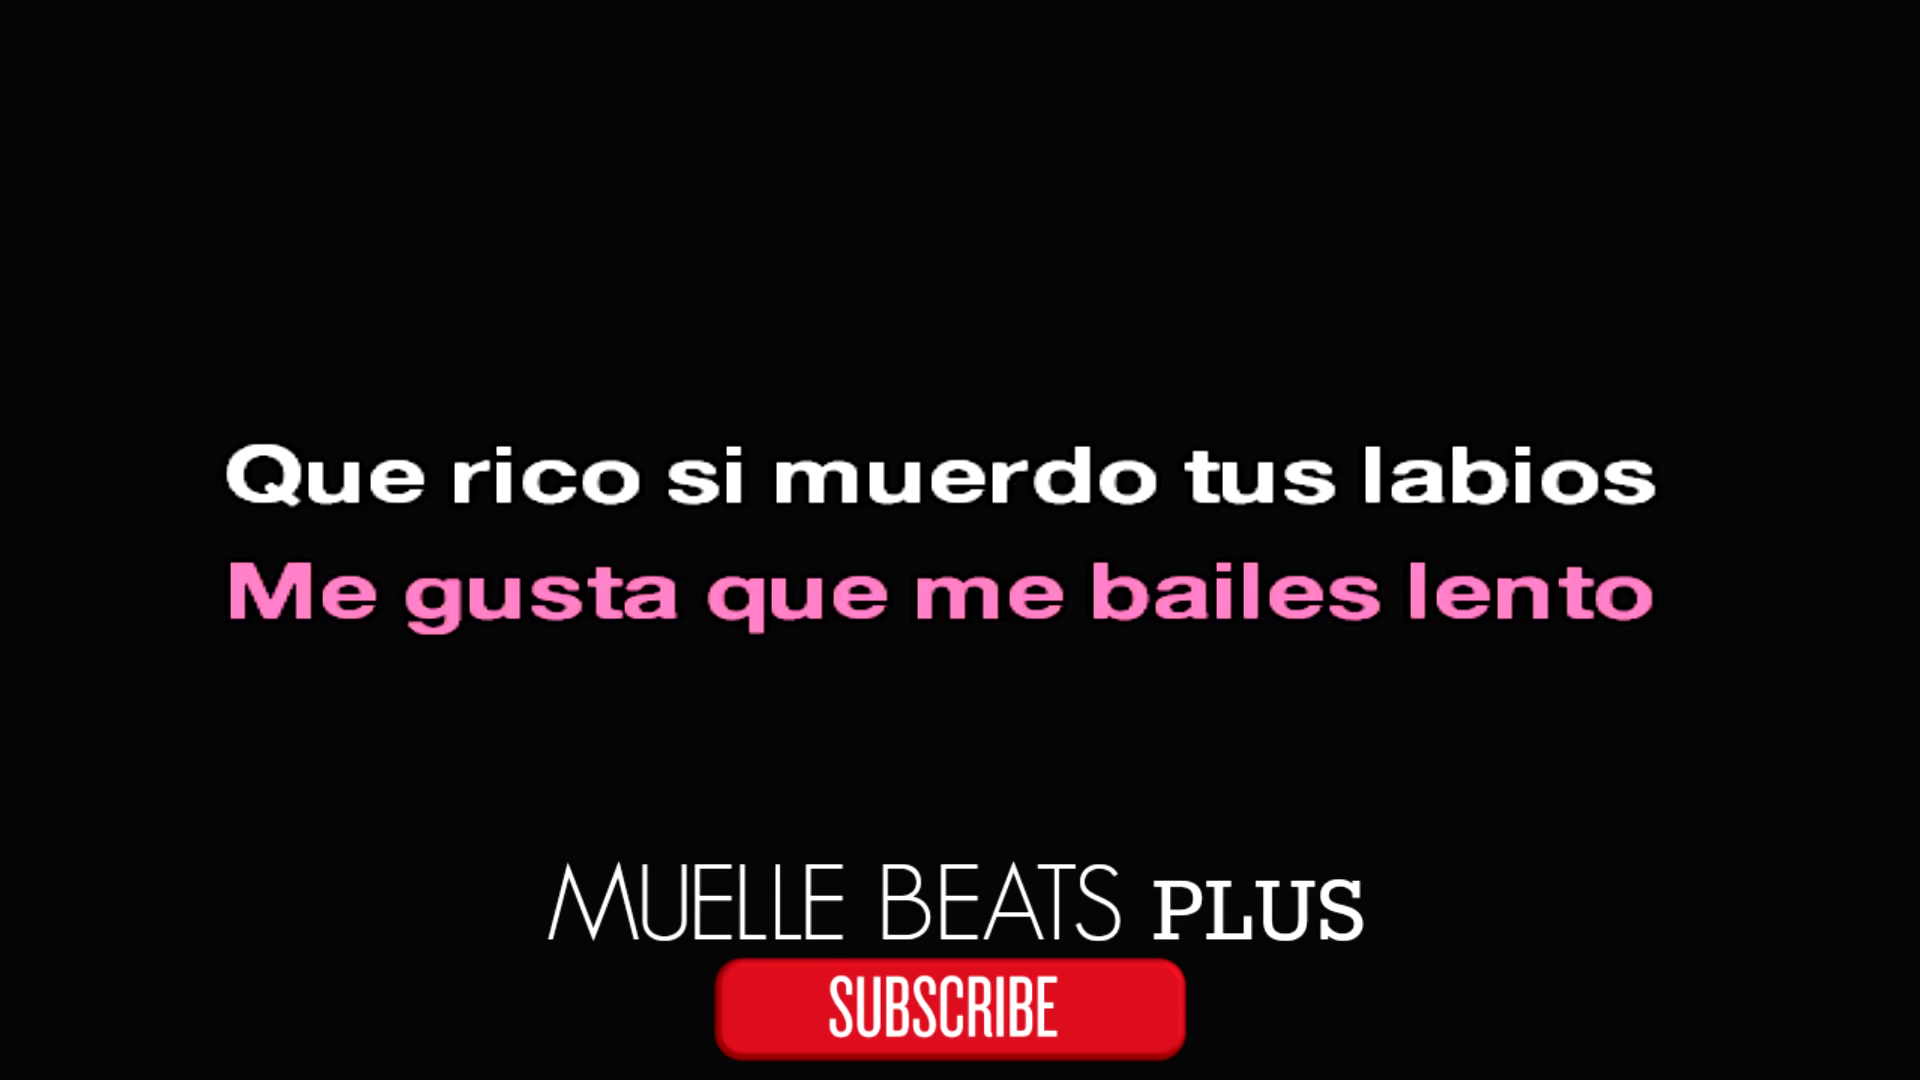 Que rico si muerdo tus labios
Me gusta que me bailes lento
MUELLE BEATS PLUS
SUBSCRIBE